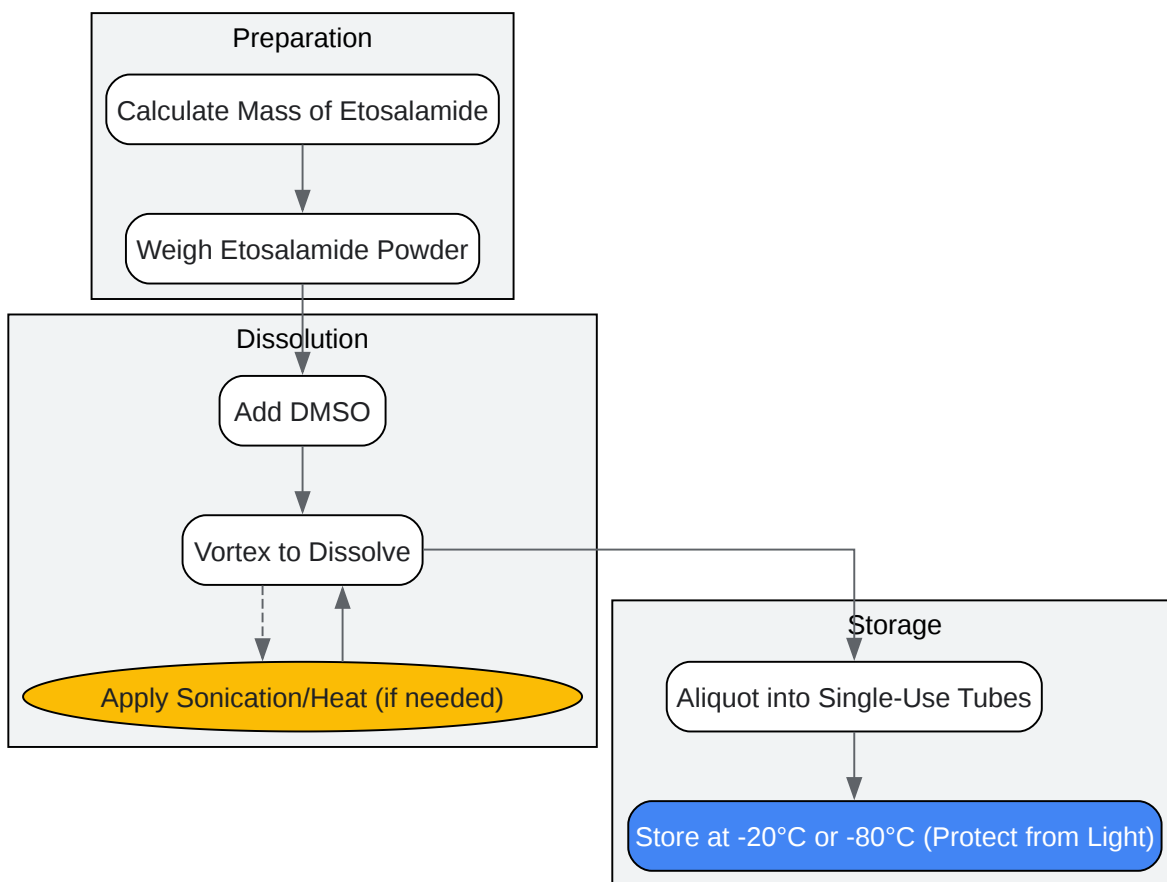 Preparation
Calculate Mass of Etosalamide
Weigh Etosalamide Powder
Dissolution
Add DMSO
Vortex to Dissolve
Apply Sonication/Heat (if needed)
Storage
Aliquot into Single-Use Tubes
Store at -20°C or -80°C (Protect from Light)